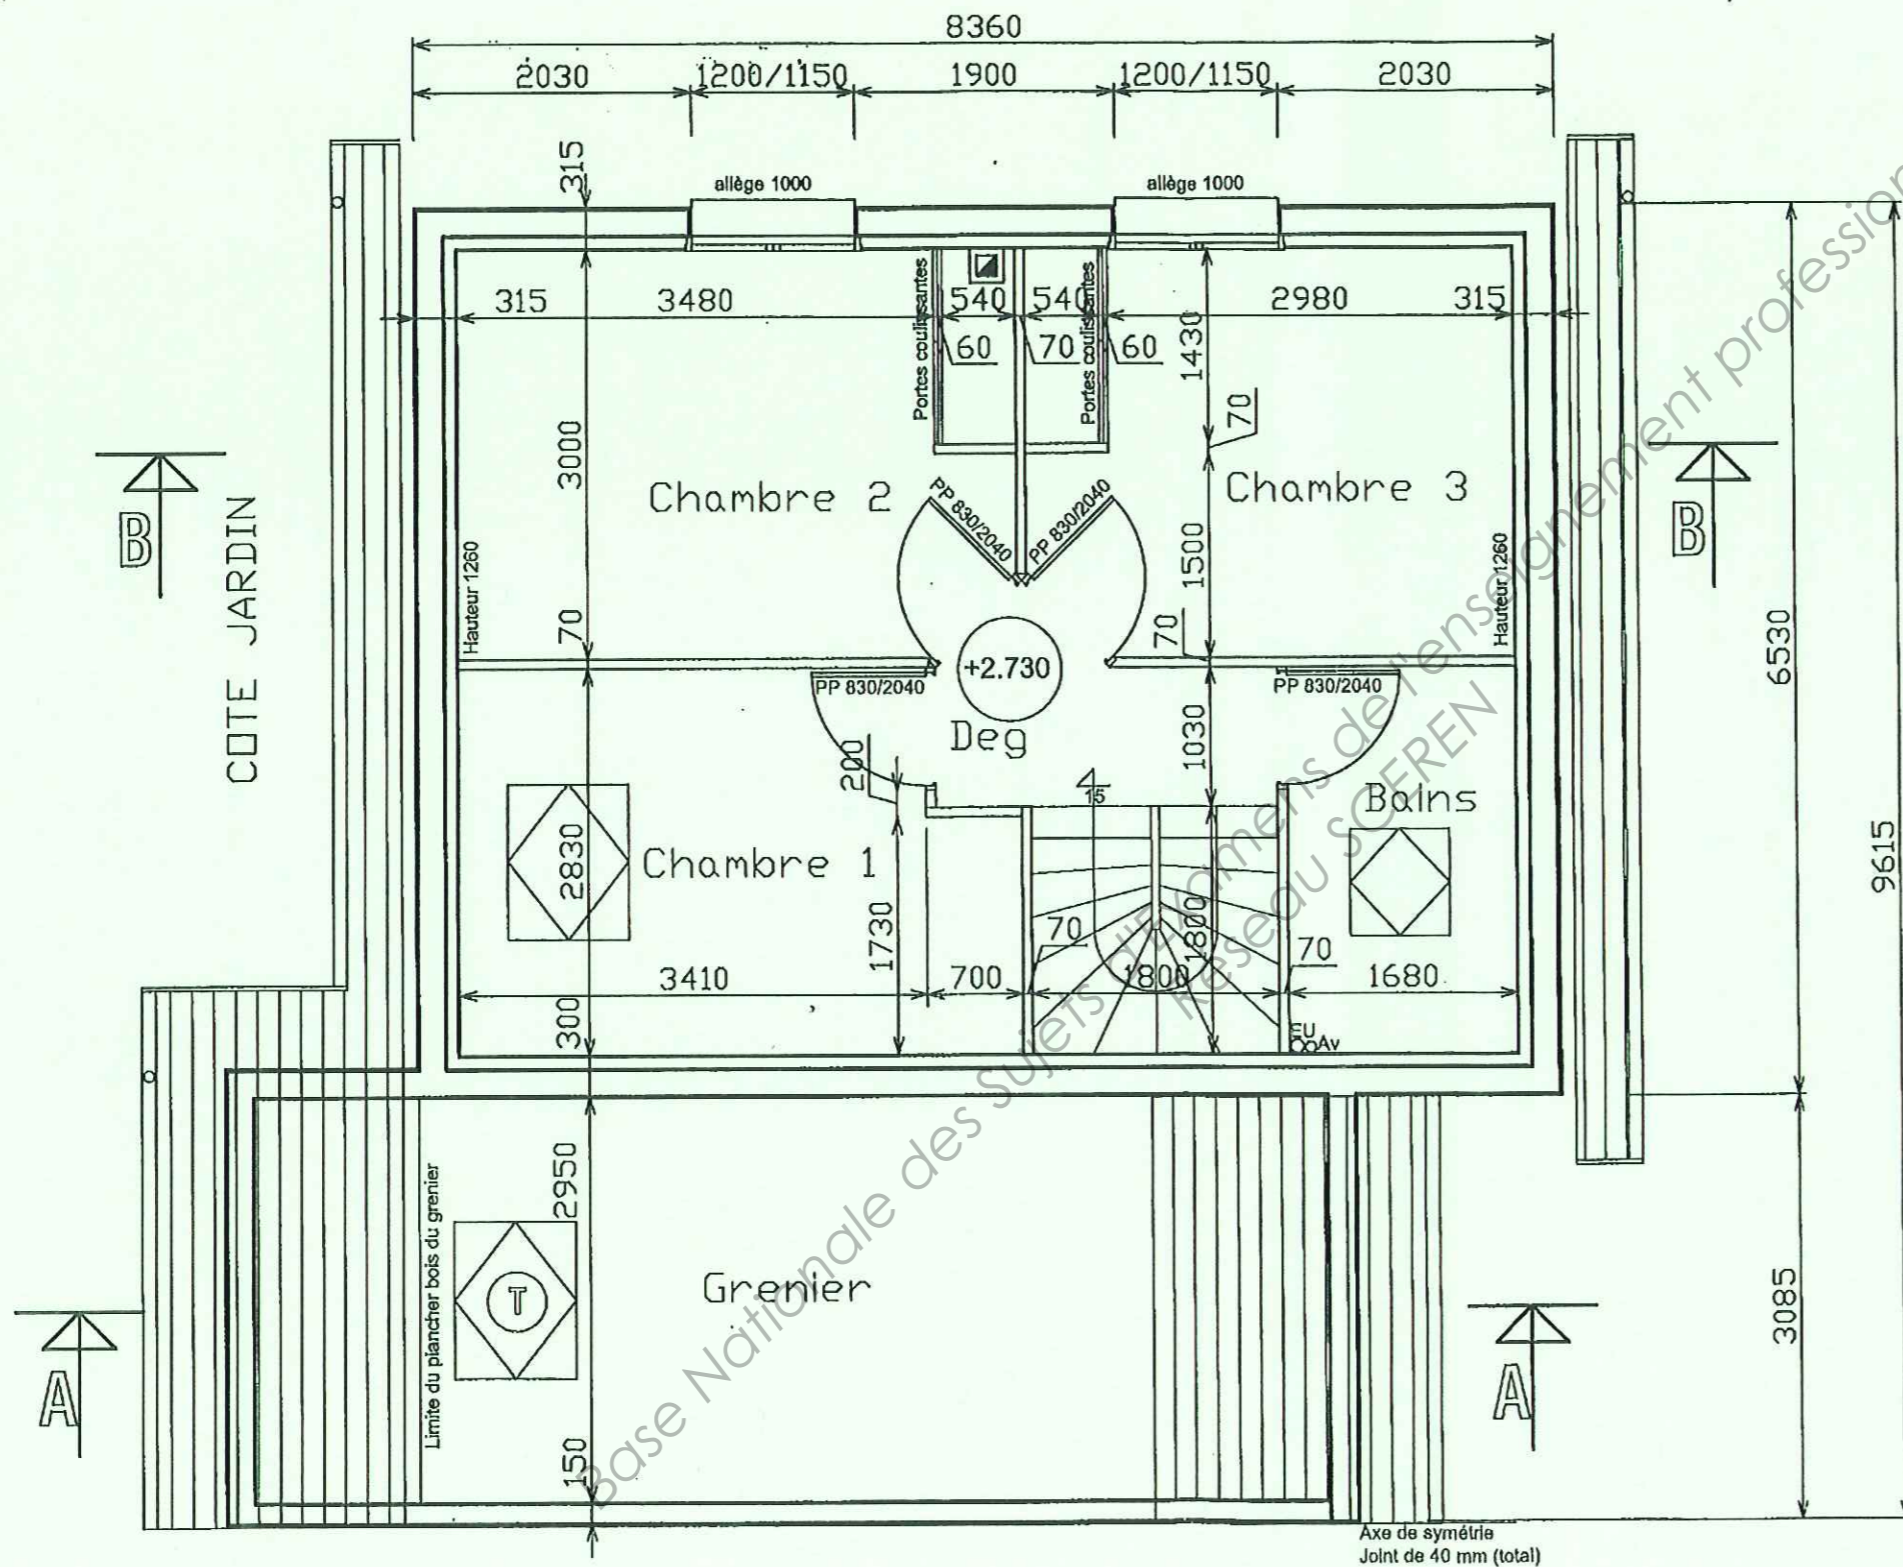 8360
2030 1200/1150 1900 1200/1150 2030
315
allège 1000 allège 1000
315 3480 540 540 2980 315
60 70 60
Portes coulissantes Portes coulissantes
1430
70
3000
Chambre 2 Chambre 3
PP 830/2040 PP 830/2040
B B
COTE JARDIN
Hauteur 1260 Hauteur 1260
1500
70 70
+2.730
PP 830/2040 PP 830/2040
6530
Deg
200
1030
15
Bains
Chambre 1
2830
9615
1730
1800
70 70
3410 700 1800 1680
300
EU
Av
2950
Limite du plancher bois du grenier
T
Grenier
3085
A A
150
Axe de symétrie
Joint de 40 mm (total)
Base Nationale des Sujets d'Examens de l'enseignement profession
Réseau SCEREN